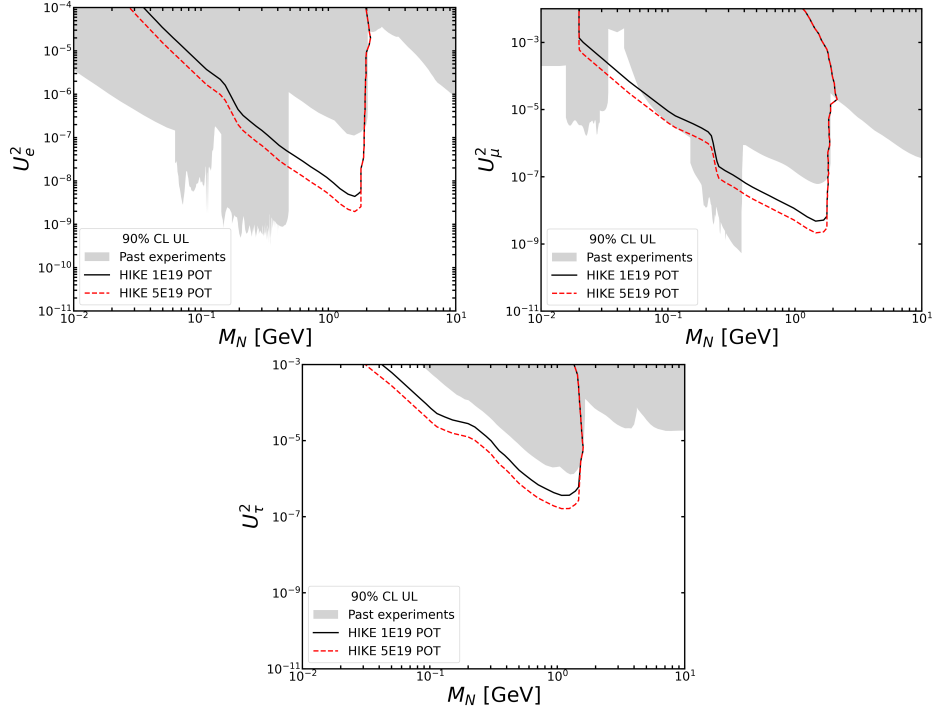 10⁻⁴
10⁻⁵
10⁻⁶
10⁻⁷
10⁻⁸
10⁻⁹
10⁻¹⁰
10⁻¹¹
U²ₑ
90% CL UL
Past experiments
HIKE 1E19 POT
HIKE 5E19 POT
10⁻² 10⁻¹ 10⁰ 10¹
M_N [GeV]
10⁻³
10⁻⁵
10⁻⁷
10⁻⁹
10⁻¹¹
U²_μ
90% CL UL
Past experiments
HIKE 1E19 POT
HIKE 5E19 POT
10⁻² 10⁻¹ 10⁰ 10¹
M_N [GeV]
10⁻³
10⁻⁵
10⁻⁷
10⁻⁹
10⁻¹¹
U²_τ
90% CL UL
Past experiments
HIKE 1E19 POT
HIKE 5E19 POT
10⁻² 10⁻¹ 10⁰ 10¹
M_N [GeV]